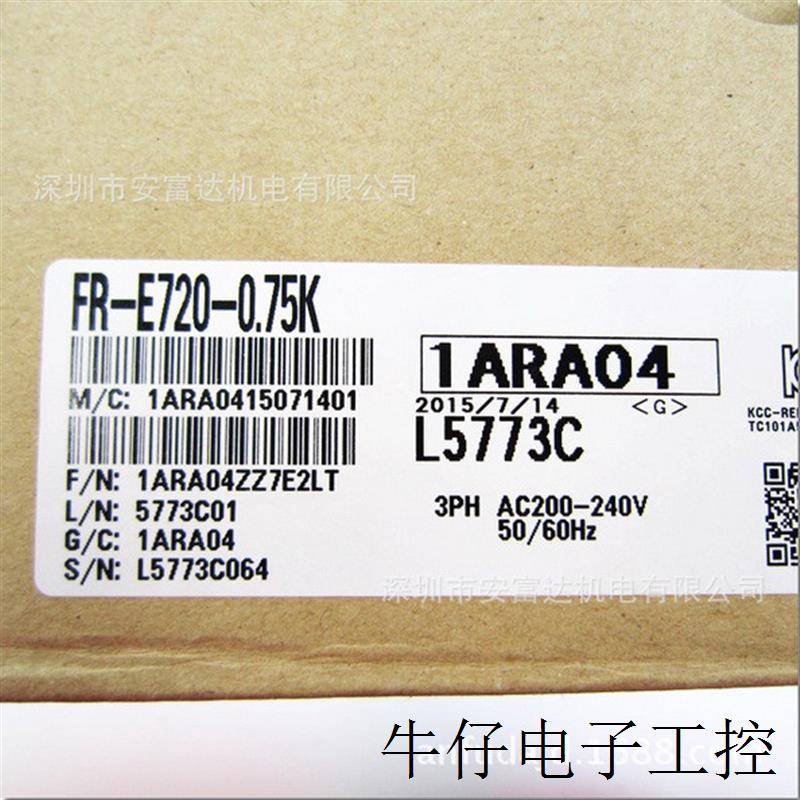 深圳市安富达机电有限公司
FR-E720-0.75K
1ARA04
M/C: 1ARA0415071401
2015/7/14 <G>
L5773C
KCC-RE
TC101A
F/N: 1ARA04ZZ7E2LT
L/N: 5773C01
3PH AC200-240V
50/60Hz
G/C: 1ARA04
S/N: L5773C064
深圳市安富达机电有限公司
牛仔电子工控